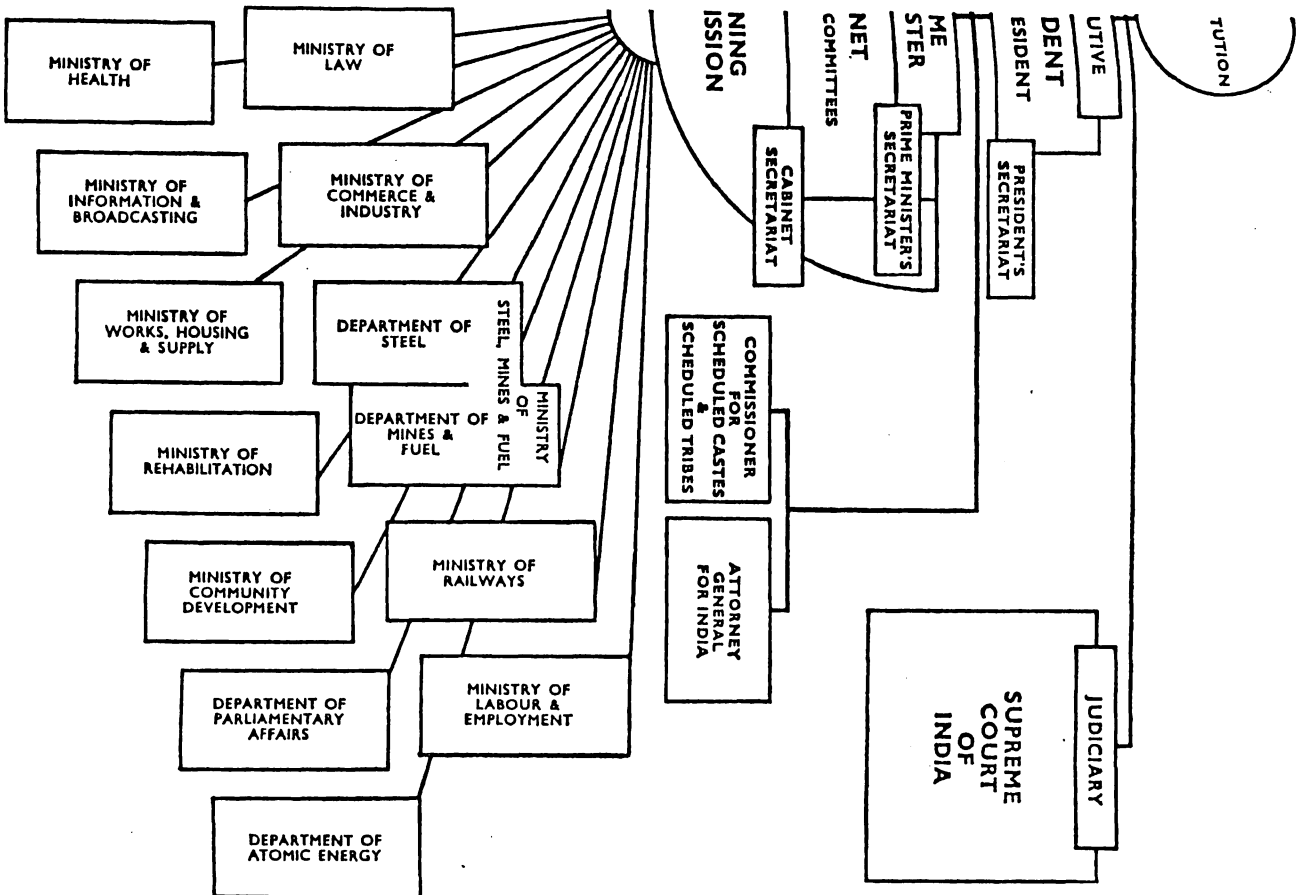 TUTION
UTIVE
DENT
ESIDENT
PRESIDENT'S
SECRETARIAT
ME
STER
PRIME MINISTER'S
SECRETARIAT
NET
COMMITTEES
CABINET
SECRETARIAT
NING
ISSION
JUDICIARY
SUPREME
COURT
OF
INDIA
COMMISSIONER
FOR
SCHEDULED CASTES
&
SCHEDULED TRIBES
ATTORNEY
GENERAL
FOR INDIA
MINISTRY OF
LAW
MINISTRY OF
HEALTH
MINISTRY OF
COMMERCE &
INDUSTRY
MINISTRY OF
INFORMATION &
BROADCASTING
MINISTRY
OF
STEEL, MINES & FUEL
DEPARTMENT OF
STEEL
DEPARTMENT OF
MINES &
FUEL
MINISTRY OF
WORKS, HOUSING
& SUPPLY
MINISTRY OF
REHABILITATION
MINISTRY OF
RAILWAYS
MINISTRY OF
COMMUNITY
DEVELOPMENT
MINISTRY OF
LABOUR &
EMPLOYMENT
DEPARTMENT OF
PARLIAMENTARY
AFFAIRS
DEPARTMENT OF
ATOMIC ENERGY